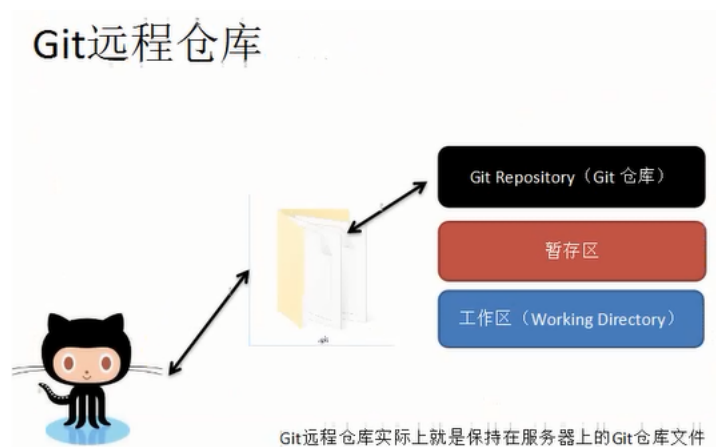 Git远程仓库
Git Repository（Git 仓库）
暂存区
工作区（Working Directory）
.git
Git远程仓库实际上就是保持在服务器上的Git仓库文件